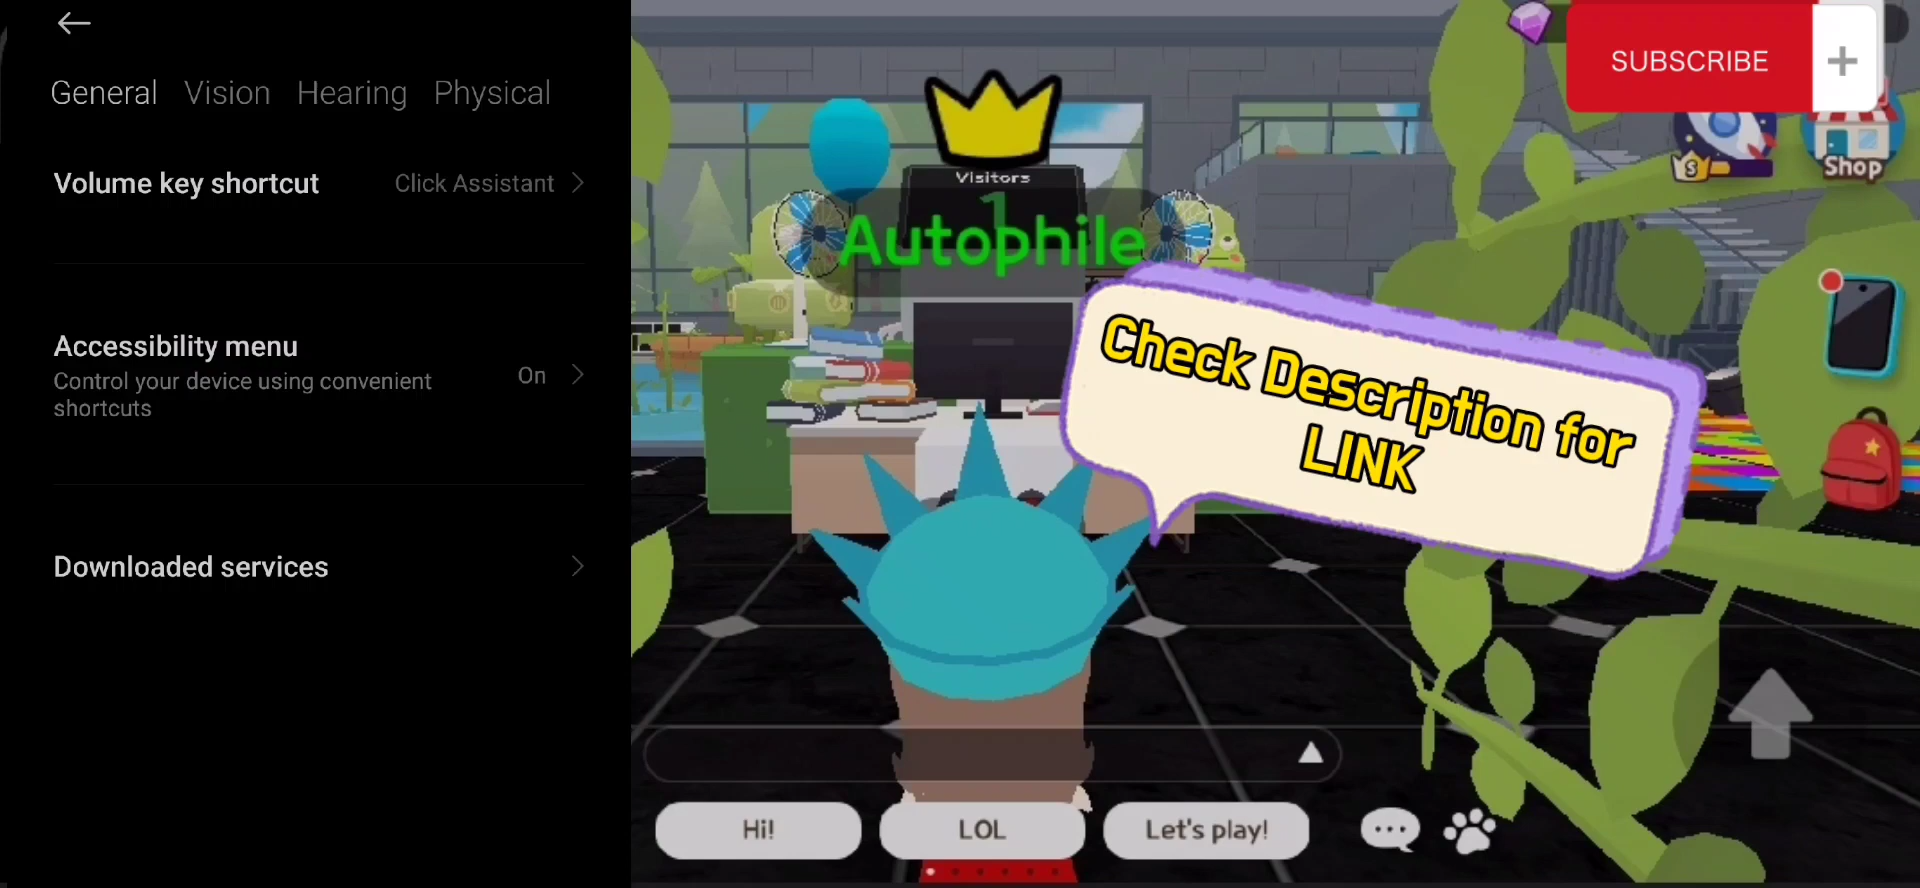 General Vision Hearing Physical
Volume key shortcut Click Assistant
Accessibility menu
Control your device using convenient
shortcuts
On
Downloaded services
SUBSCRIBE +
Shop
Visitors
1
Autophile
Check Description for
LINK
Hi! LOL Let's play!